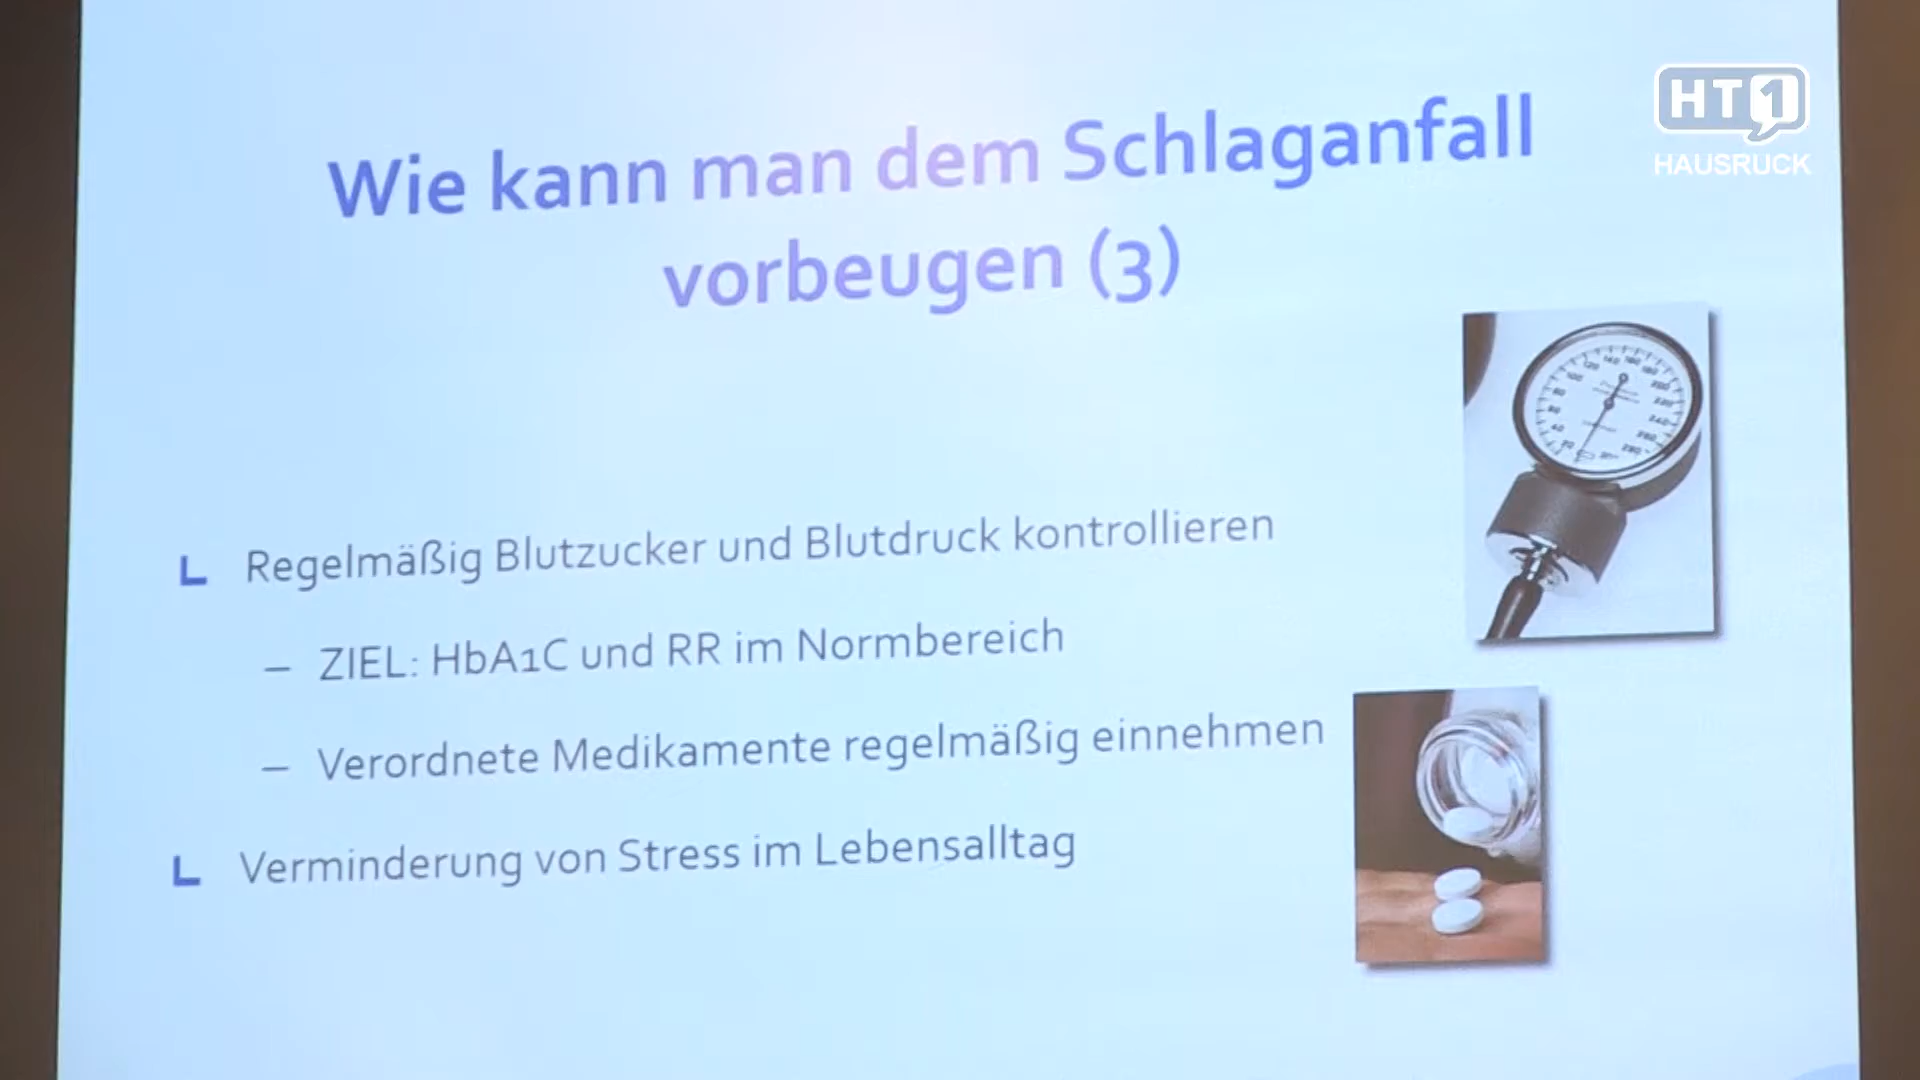 HT1
HAUSRUCK
Wie kann man dem Schlaganfall
vorbeugen (3)
Regelmäßig Blutzucker und Blutdruck kontrollieren
– ZIEL: HbA1C und RR im Normbereich
– Verordnete Medikamente regelmäßig einnehmen
Verminderung von Stress im Lebensalltag